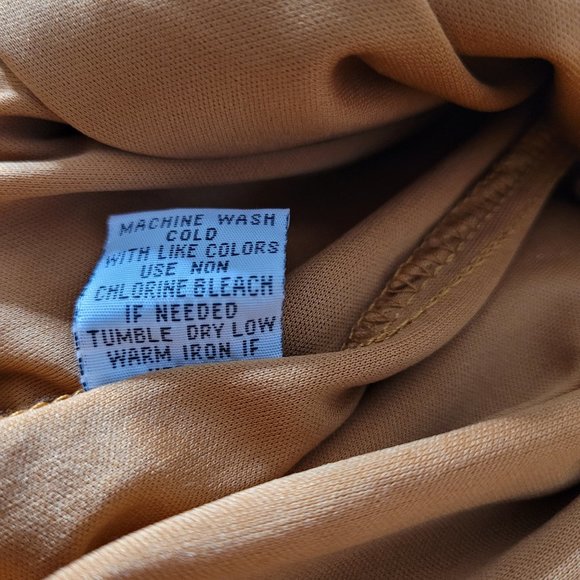 MACHINE WASH
COLD
WITH LIKE COLORS
USE NON
CHLORINE BLEACH
IF NEEDED
TUMBLE DRY LOW
WARM IRON IF